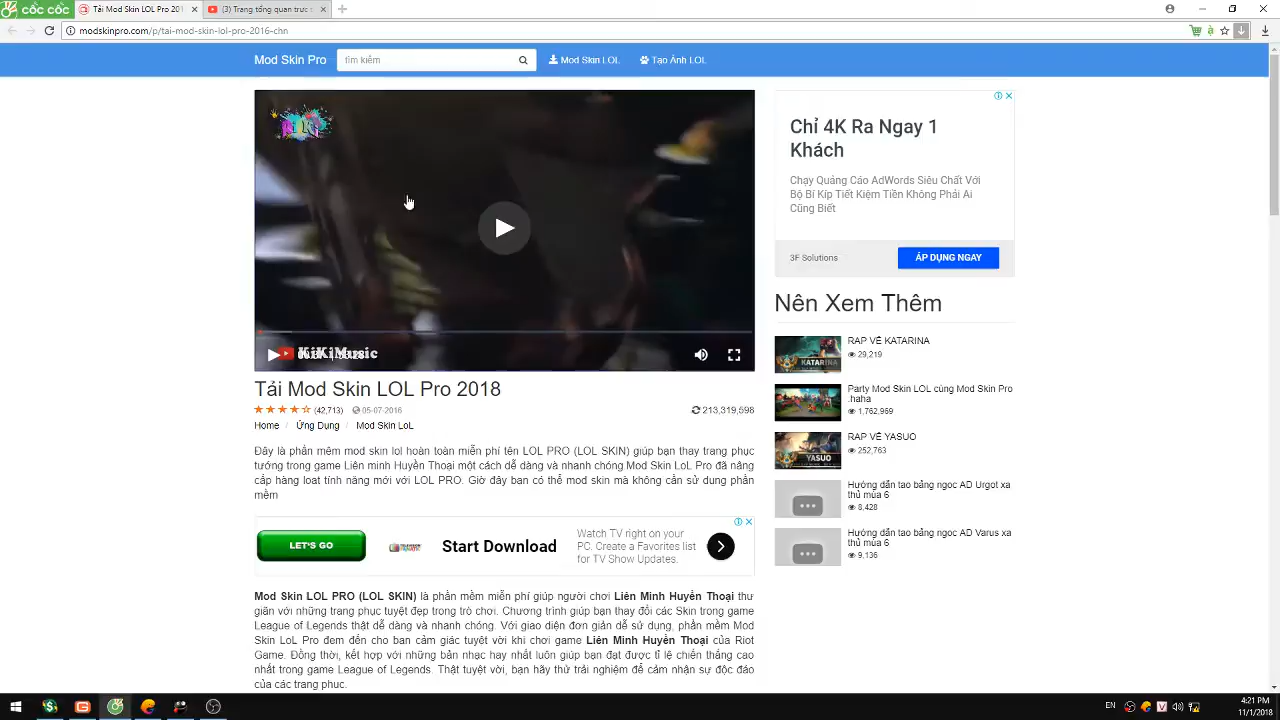 cốc cốc
Tải Mod Skin LOL Pro 201
(3) Trang tổng quan trực
modskinpro.com/p/tai-mod-skin-lol-pro-2016-chn
Mod Skin Pro
tìm kiếm
Mod Skin LOL
Tạo Ảnh LOL
KiKiMusic
Chỉ 4K Ra Ngay 1
Khách
Chạy Quảng Cáo AdWords Siêu Chất Với
Bộ Bí Kíp Tiết Kiệm Tiền Không Phải Ai
Cũng Biết
3F Solutions
ÁP DỤNG NGAY
Tải Mod Skin LOL Pro 2018
(42,713)
05-07-2016
213,319,598
Home / Ứng Dụng / Mod Skin LoL
Đây là phần mềm mod skin lol hoàn toàn miễn phí tên LOL PRO (LOL SKIN) giúp bạn thay trang phục
tướng trong game Liên minh Huyền Thoại một cách dễ dàng và nhanh chóng Mod Skin LoL Pro đã nâng
cấp hàng loạt tính năng mới với LOL PRO. Giờ đây bạn có thể mod skin mà không cần sử dụng phần
mềm
LET'S GO
Start Download
Watch TV right on your
PC. Create a Favorites list
for TV Show Updates.
Mod Skin LOL PRO (LOL SKIN) là phần mềm miễn phí giúp người chơi Liên Minh Huyền Thoại thư
giãn với những trang phục tuyệt đẹp trong trò chơi. Chương trình giúp bạn thay đổi các Skin trong game
League of Legends thật dễ dàng và nhanh chóng. Với giao diện đơn giản dễ sử dụng, phần mềm Mod
Skin LoL Pro đem đến cho bạn cảm giác tuyệt vời khi chơi game Liên Minh Huyền Thoại của Riot
Game. Đồng thời, kết hợp với những bản nhạc hay nhất luôn giúp bạn đạt được tỉ lệ chiến thắng cao
nhất trong game League of Legends. Thật tuyệt vời, bạn hãy thử trải nghiệm để cảm nhận sự độc đáo
của các trang phục.
Nên Xem Thêm
KATARINA
RAP VỀ KATARINA
29,219
Party Mod Skin LOL cùng Mod Skin Pro
.haha
1,762,969
YASUO
RAP VỀ YASUO
252,763
Hướng dẫn tao bảng ngọc AD Urgot xa
thủ mùa 6
8,428
Hướng dẫn tao bảng ngọc AD Varus xa
thủ mùa 6
9,136
EN
4:21 PM
11/1/2018